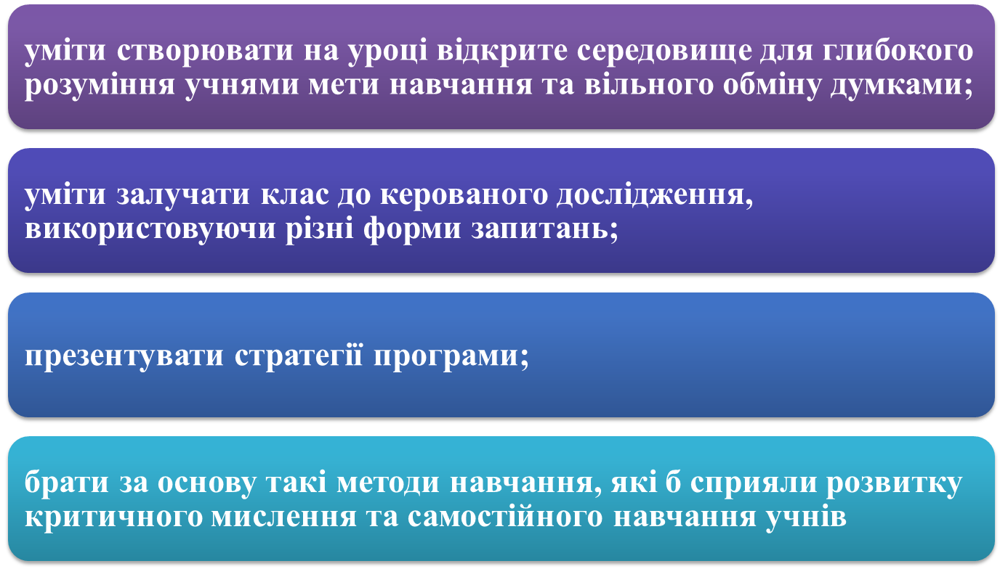 уміти створювати на уроці відкрите середовище для глибокого
розуміння учнями мети навчання та вільного обміну думками;
уміти залучати клас до керованого дослідження,
використовуючи різні форми запитань;
презентувати стратегії програми;
брати за основу такі методи навчання, які б сприяли розвитку
критичного мислення та самостійного навчання учнів